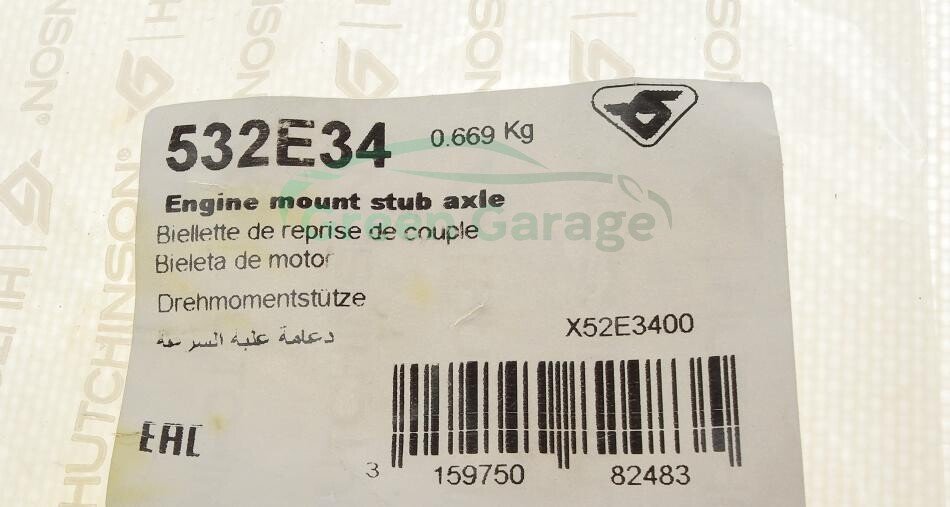 532E34 0.669 Kg
Engine mount stub axle
Biellette de reprise de couple
Green Garage
Bieleta de motor
Drehmomentstütze
دعامة علبة السرعة
X52E3400
EAC
3 159750 82483
HUTCHINSON®